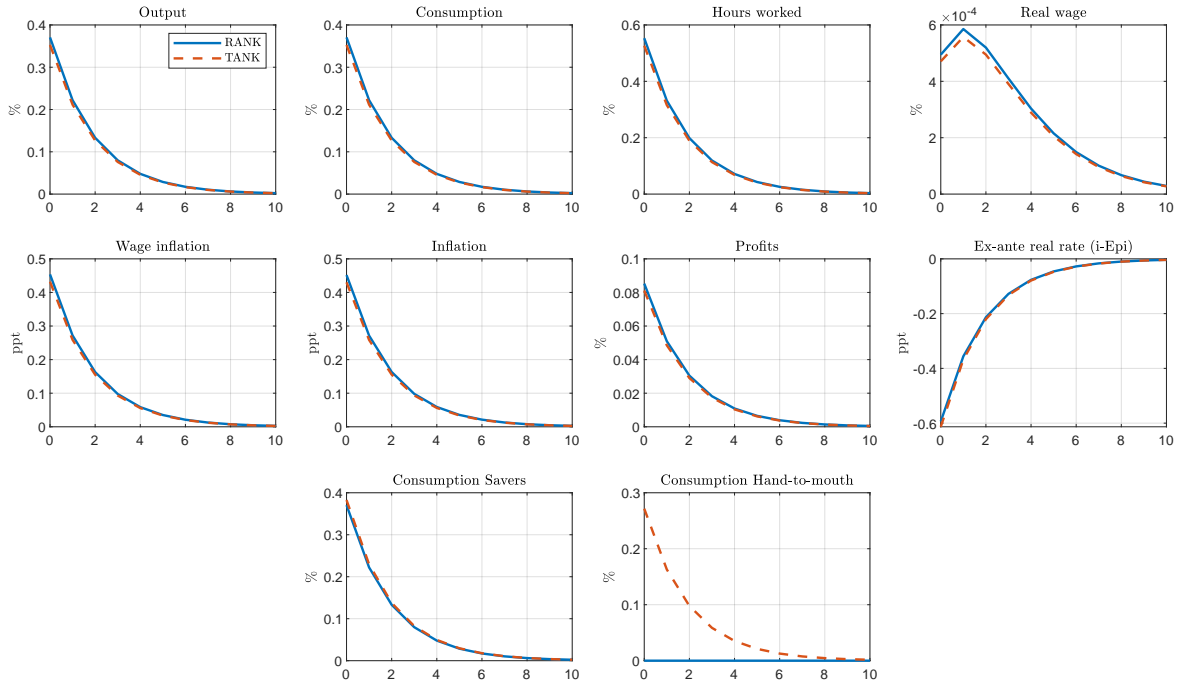 Output
Consumption
Hours worked
Real wage
0.4
0.3
0.2
0.1
0
%
RANK
TANK
0 2 4 6 8 10
0.4
0.3
0.2
0.1
0
%
0 2 4 6 8 10
0.6
0.4
0.2
0
%
0 2 4 6 8 10
×10⁻⁴
6
4
2
0
%
0 2 4 6 8 10
Wage inflation
Inflation
Profits
Ex-ante real rate (i-Epi)
0.5
0.4
0.3
0.2
0.1
0
ppt
0 2 4 6 8 10
0.5
0.4
0.3
0.2
0.1
0
ppt
0 2 4 6 8 10
0.1
0.08
0.06
0.04
0.02
0
%
0 2 4 6 8 10
0
-0.2
-0.4
-0.6
ppt
0 2 4 6 8 10
Consumption Savers
Consumption Hand-to-mouth
0.4
0.3
0.2
0.1
0
%
0 2 4 6 8 10
0.3
0.2
0.1
0
%
0 2 4 6 8 10